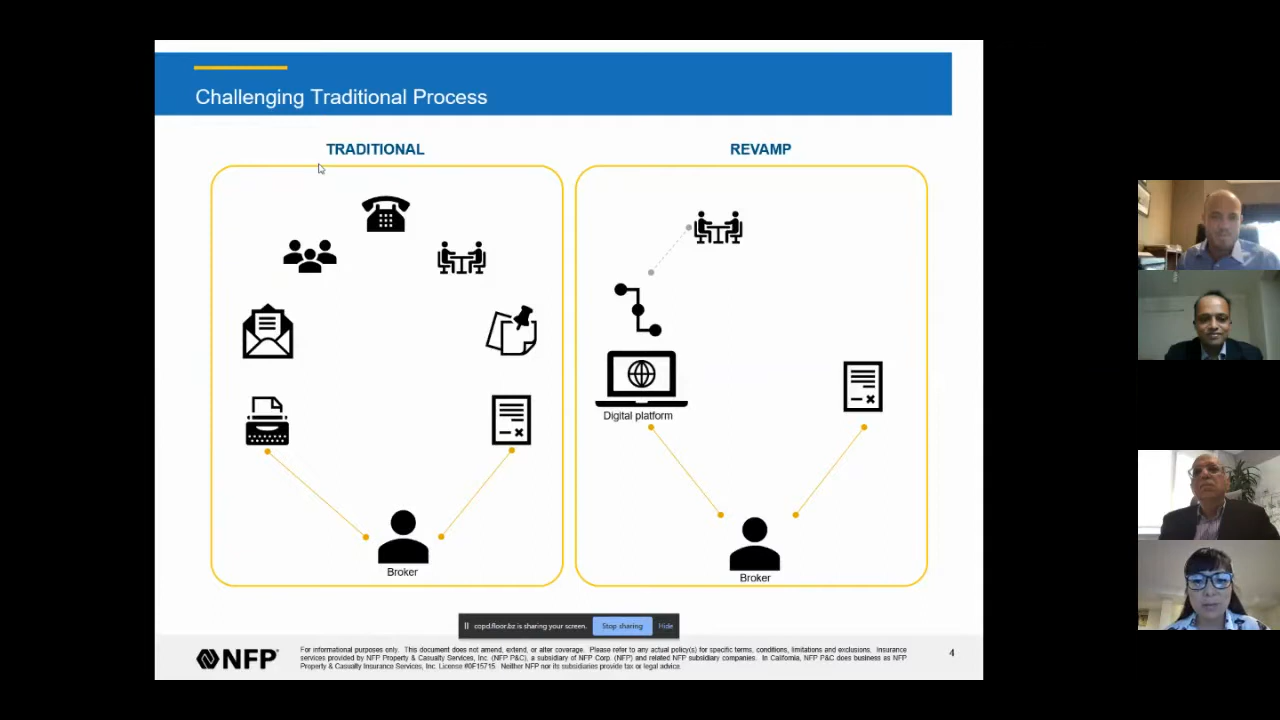 Challenging Traditional Process
TRADITIONAL
REVAMP
Digital platform
Broker
Broker
copd.floor.bz is sharing your screen.
Stop sharing
Hide
NFP
For informational purposes only. This document does not amend, extend, or alter coverage. Please refer to any actual policy(s) for specific terms, conditions, limitations and exclusions. Insurance
services provided by NFP Property & Casualty Services, Inc. (NFP P&C), a subsidiary of NFP Corp. (NFP) and related NFP subsidiary companies. In California, NFP P&C does business as NFP
Property & Casualty Insurance Services, Inc. License #0F15715. Neither NFP nor its subsidiaries provide tax or legal advice.
4